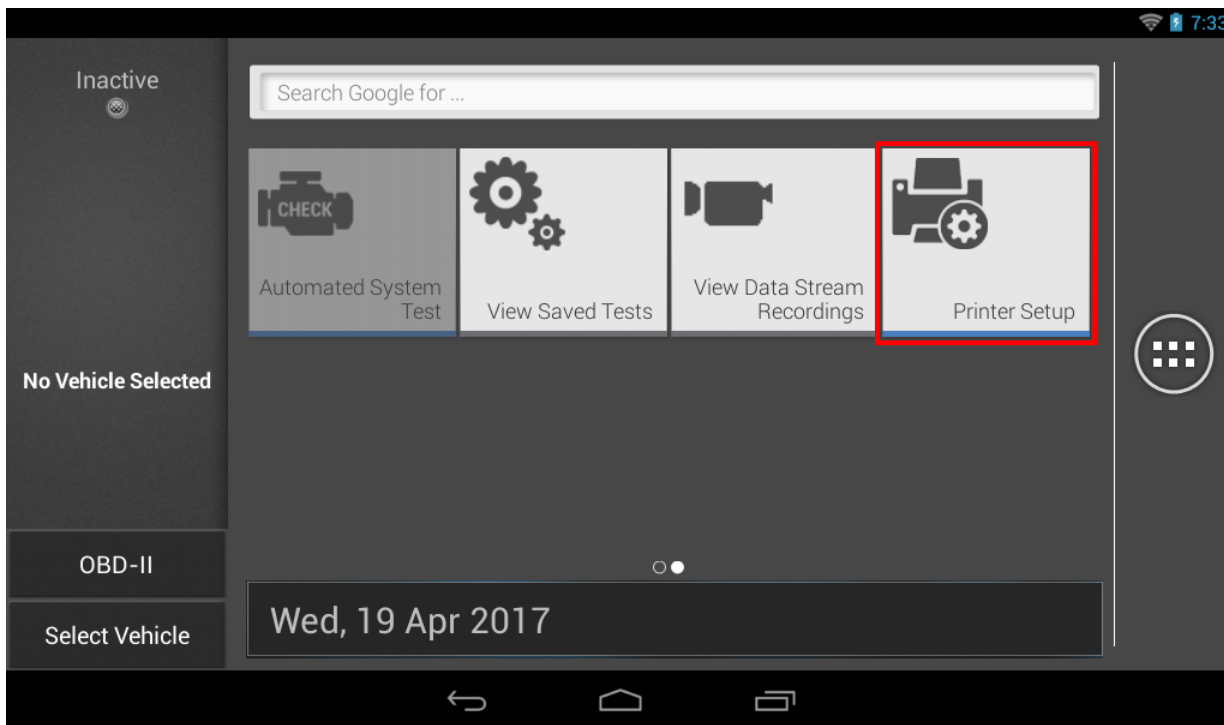 7:33
Inactive
Search Google for ...
CHECK
Automated System
Test
View Saved Tests
View Data Stream
Recordings
Printer Setup
No Vehicle Selected
OBD-II
Select Vehicle
Wed, 19 Apr 2017